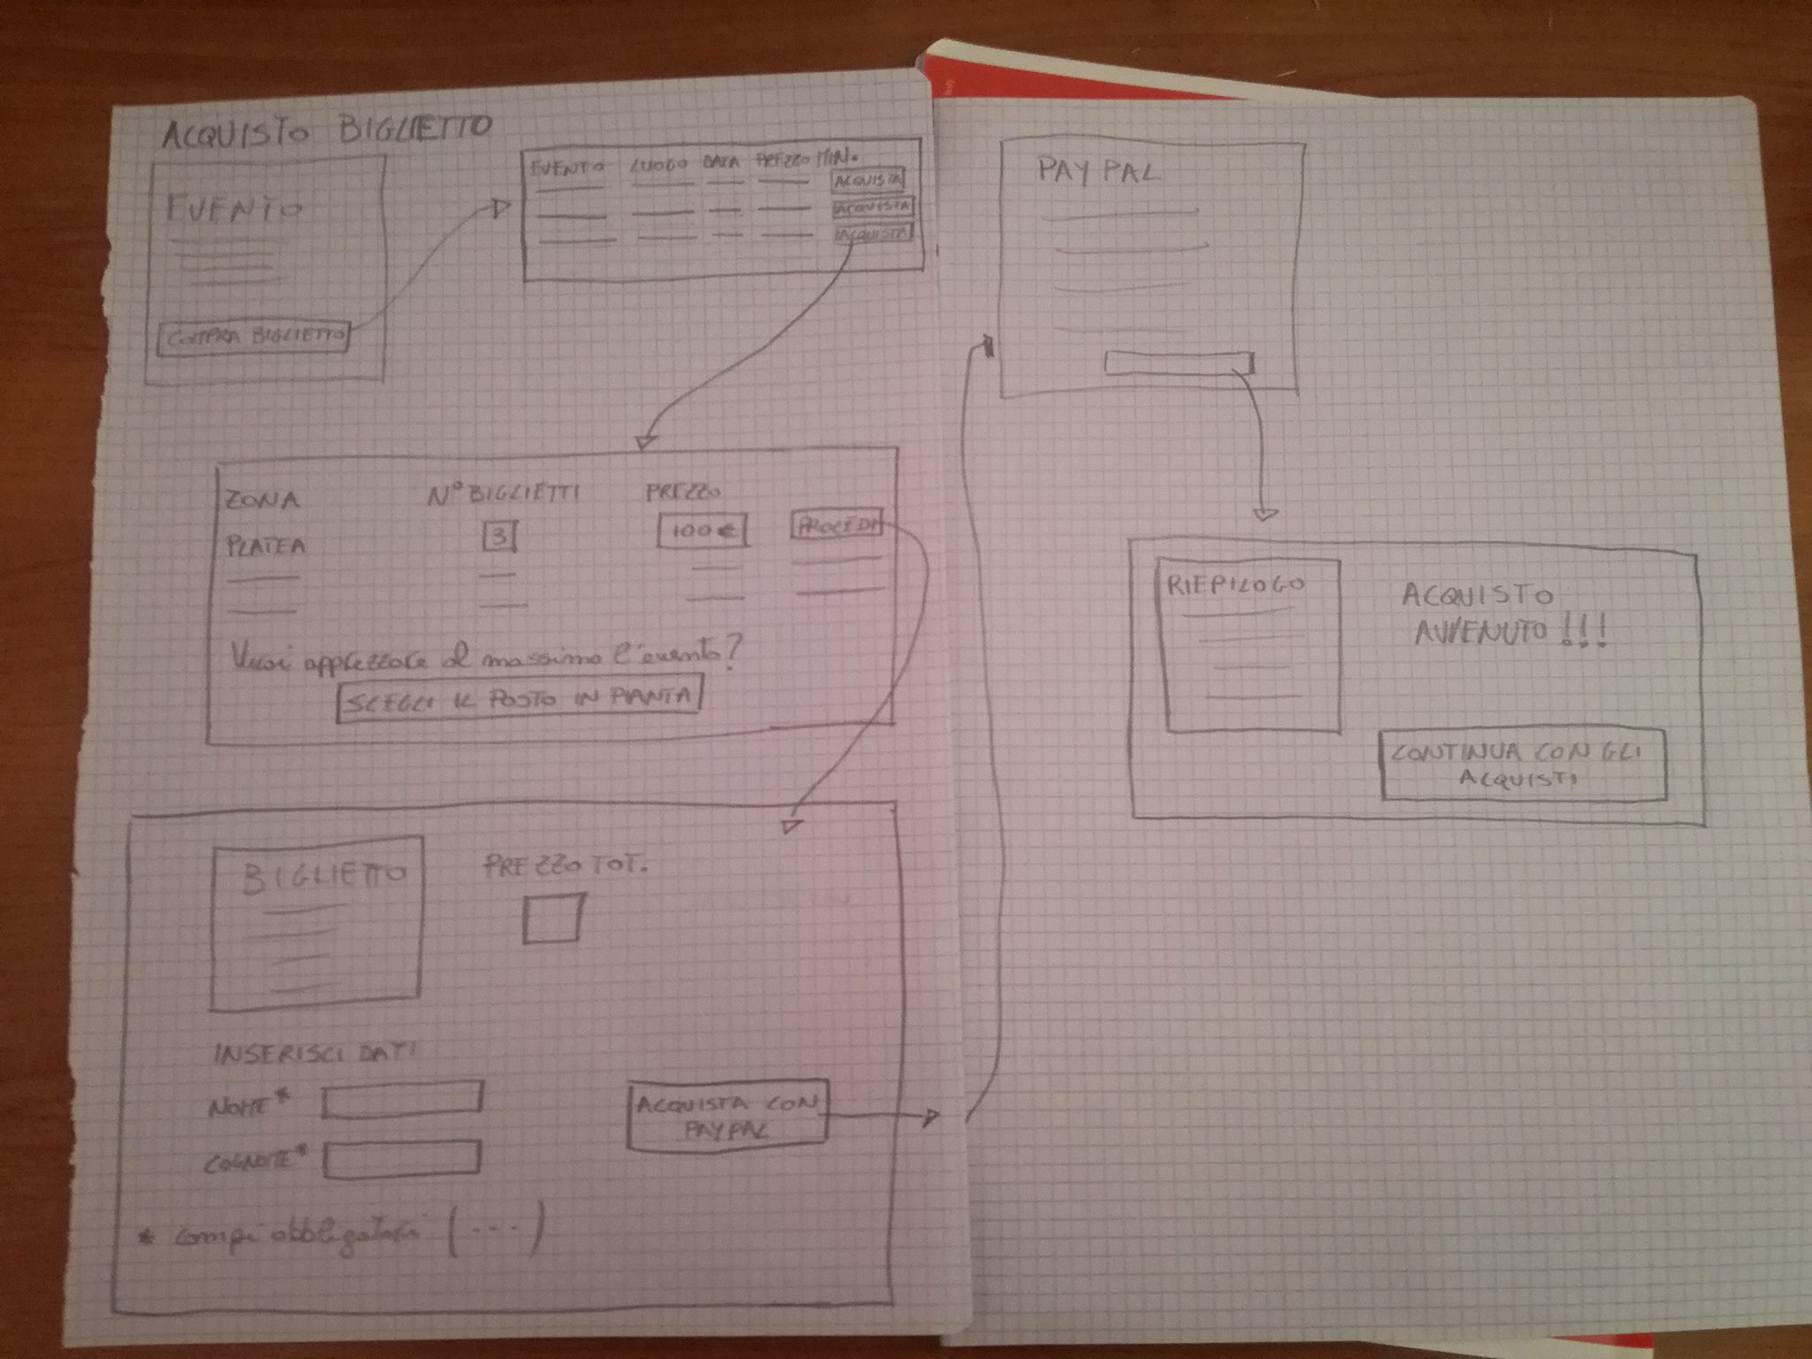 ACQUISTO BIGLIETTO
EVENTO
COMPRA BIGLIETTO
EVENTO LUOGO DATA PREZZO MIN.
ACQUISTA
ACQUISTA
ACQUISTA
ZONA N° BIGLIETTI PREZZO
PLATEA 3 100€ PROCEDI
Vuoi apprezzare al massimo l'evento?
SCEGLI IL POSTO IN PIANTA
BIGLIETTO PREZZO TOT.
INSERISCI DATI
NOME*
COGNOME*
ACQUISTA CON
PAYPAL
* campi obbligatori (---)
PAYPAL
RIEPILOGO
ACQUISTO
AVVENUTO!!!
CONTINUA CON GLI
ACQUISTI